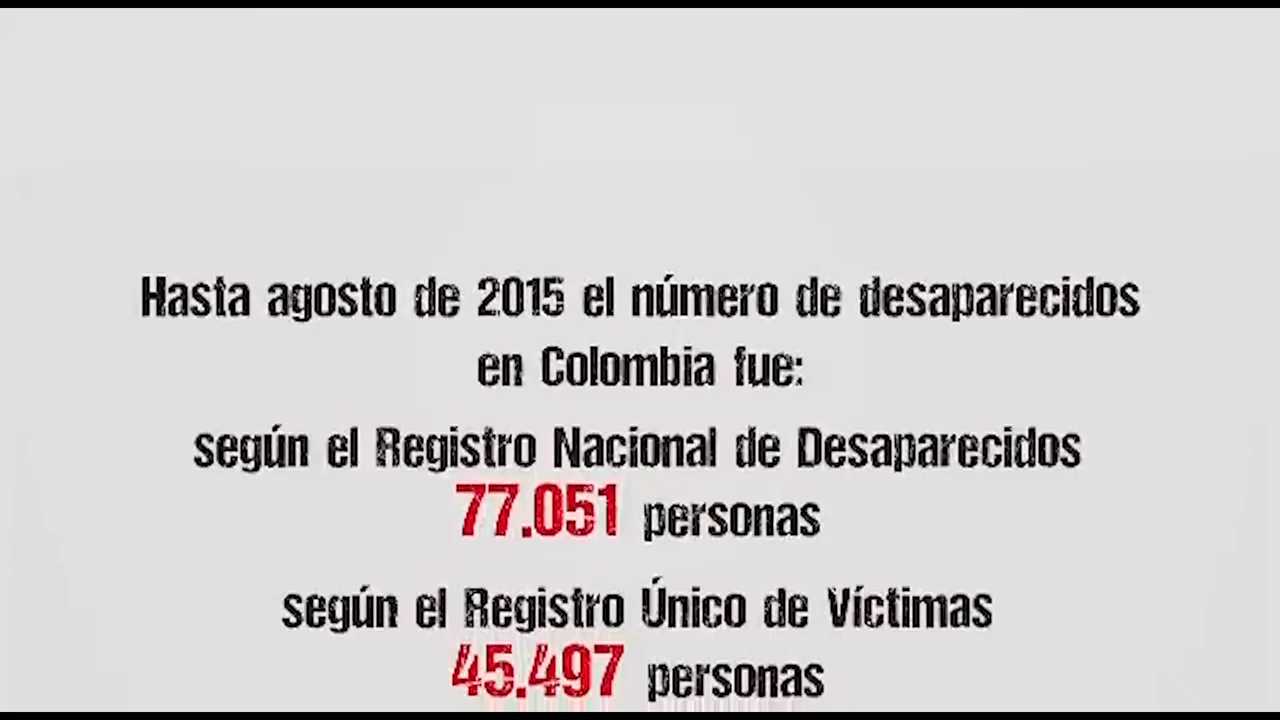 Hasta agosto de 2015 el número de desaparecidos
en Colombia fue:
según el Registro Nacional de Desaparecidos
77.051 personas
según el Registro Único de Víctimas
45.497 personas